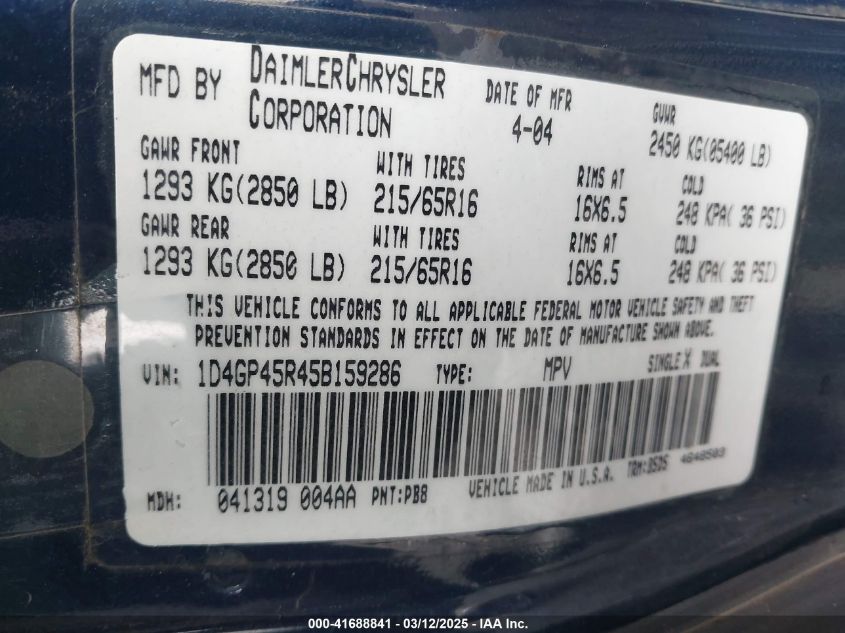 MFD BY DAIMLERCHRYSLER CORPORATION
DATE OF MFR 4-04
GVWR 2450 KG(05400 LB)
GAWR FRONT WITH TIRES RIMS AT COLD
1293 KG(2850 LB) 215/65R16 16X6.5 248 KPA( 36 PSI)
GAWR REAR WITH TIRES RIMS AT COLD
1293 KG(2850 LB) 215/65R16 16X6.5 248 KPA( 36 PSI)
THIS VEHICLE CONFORMS TO ALL APPLICABLE FEDERAL MOTOR VEHICLE SAFETY AND THEFT
PREVENTION STANDARDS IN EFFECT ON THE DATE OF MANUFACTURE SHOWN ABOVE.
VIN: 1D4GP45R45B159286 TYPE: MPV SINGLE X DUAL
MDH: 041319 004AA PNT:PB8 VEHICLE MADE IN U.S.A. TRM:DSDS 4648503
000-41688841 - 03/12/2025 - IAA Inc.